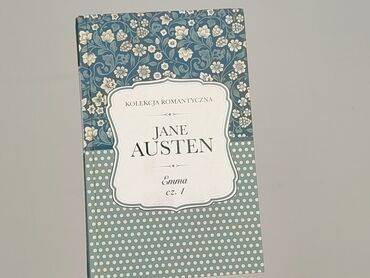 KOLEKCJA ROMANTYCZNA
JANE
AUSTEN
Emma
cz. 1